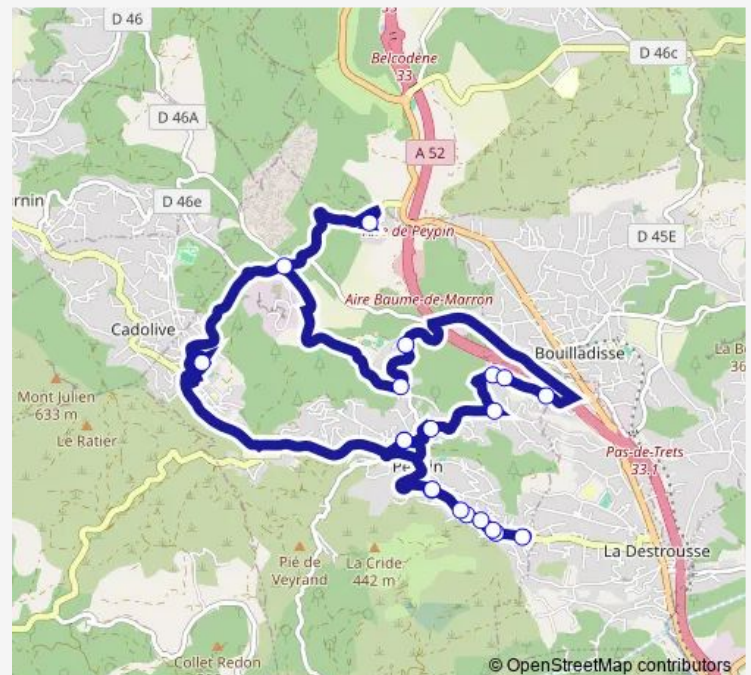 33
D 46
Belcodène
33
D 46c
D 46A
A 52
rnin
D 46e
de Peypin
D 45E
Aire Baume-de-Marron
Cadolive
Bouilladisse
La B
36
Mont Julien
633 m
Le Ratier
Pas-de-Trets
33.1
Pié de
Veyrand
La Cride
442 m
La Destrousse
Collet Redon
© OpenStreetMap contributors